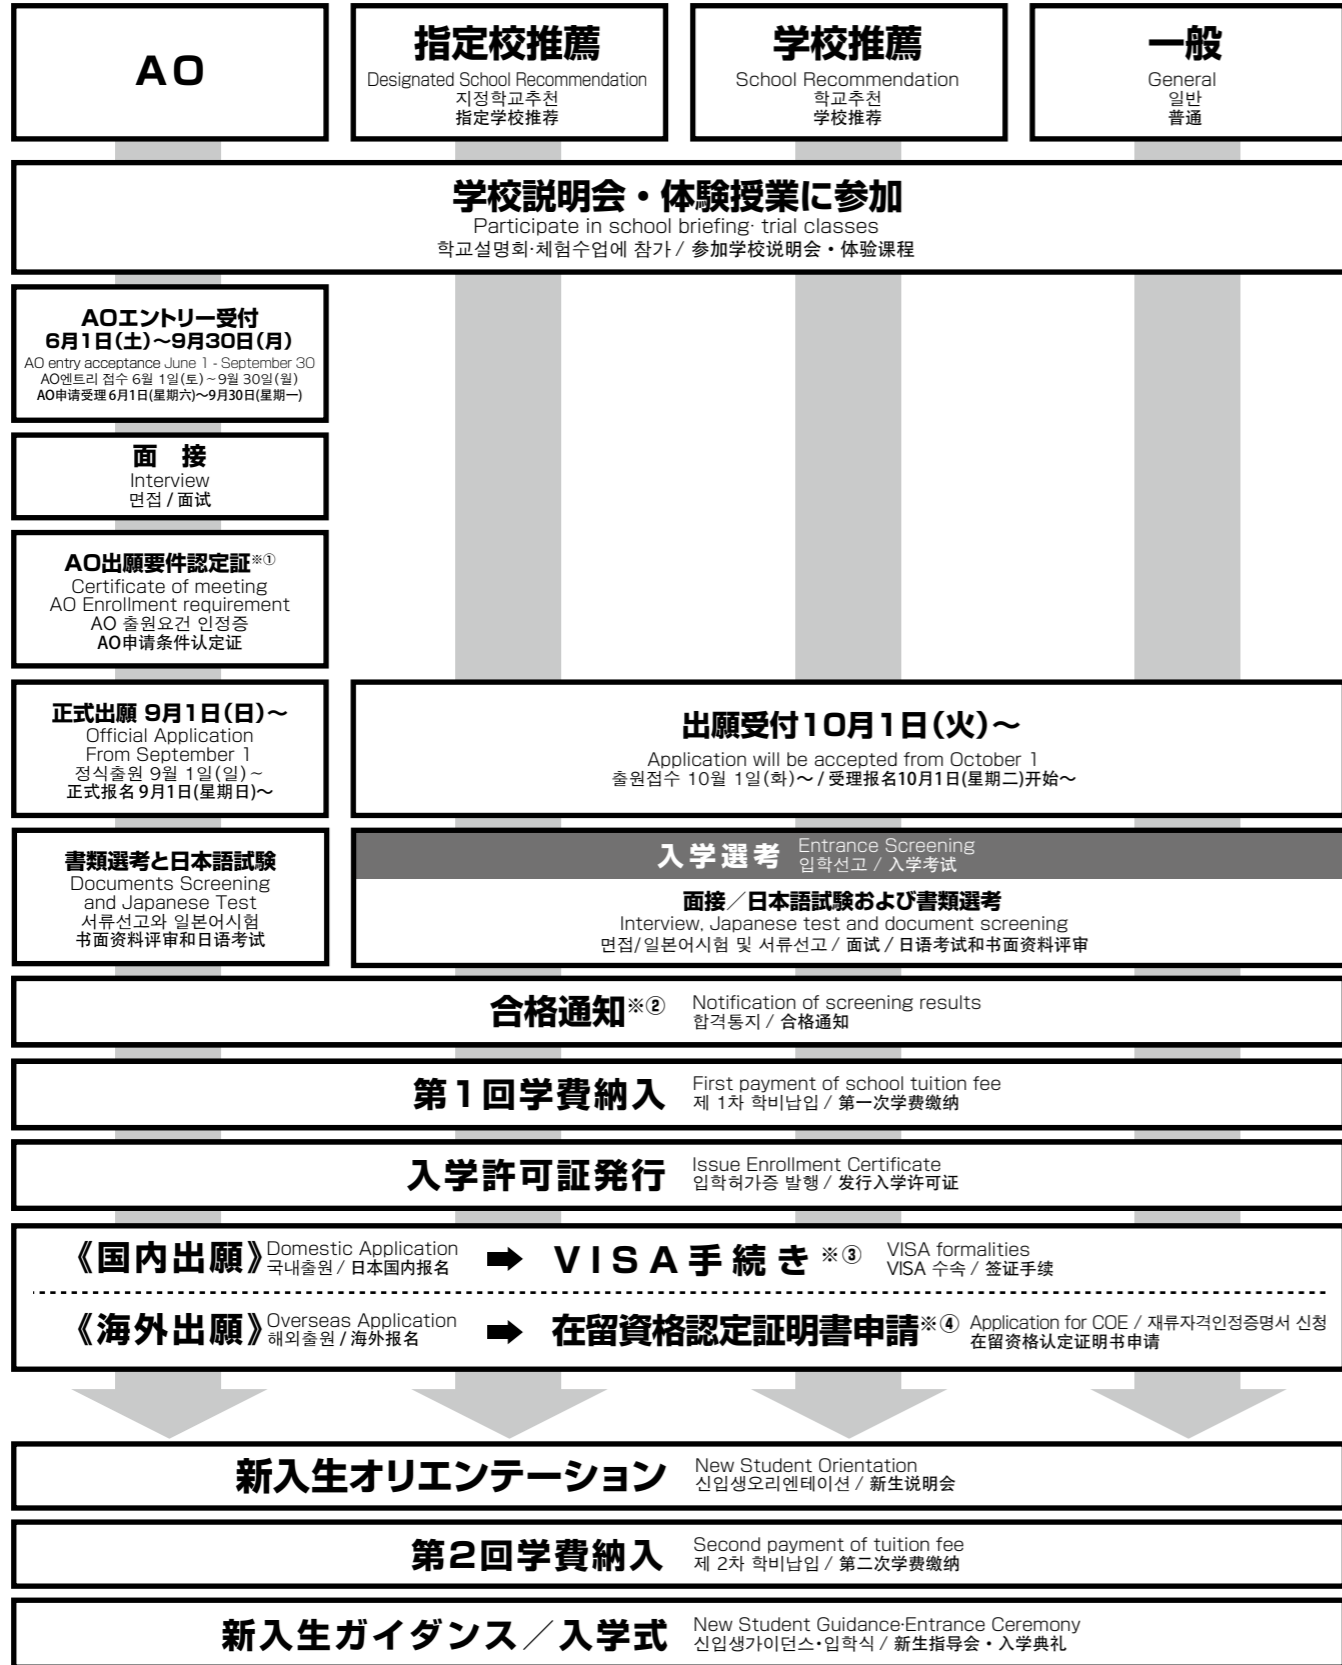 AO
指定校推薦
Designated School Recommendation
지정학교추천
指定学校推荐
学校推薦
School Recommendation
학교추천
学校推荐
一般
General
일반
普通
学校説明会・体験授業に参加
Participate in school briefing· trial classes
학교설명회·체험수업에 참가 / 参加学校说明会・体验课程
AOエントリー受付
6月1日(土)〜9月30日(月)
AO entry acceptance June 1 - September 30
AO엔트리 접수 6월 1일(토)~9월 30일(월)
AO申请受理 6月1日(星期六)〜9月30日(星期一)
面 接
Interview
면접 / 面试
AO出願要件認定証※①
Certificate of meeting
AO Enrollment requirement
AO 출원요건 인정증
AO申请条件认定证
正式出願 9月1日(日)〜
Official Application
From September 1
정식출원 9월 1일(일)~
正式报名 9月1日(星期日)〜
出願受付10月1日(火)〜
Application will be accepted from October 1
출원접수 10월 1일(화)〜 / 受理报名10月1日(星期二)开始〜
書類選考と日本語試験
Documents Screening
and Japanese Test
서류선고와 일본어시험
书面资料评审和日语考试
入学選考 Entrance Screening
입학선고 / 入学考试
面接／日本語試験および書類選考
Interview, Japanese test and document screening
면접/일본어시험 및 서류선고 / 面试 / 日语考试和书面资料评审
合格通知※② Notification of screening results
합격통지 / 合格通知
第1回学費納入 First payment of school tuition fee
제 1차 학비납입 / 第一次学费缴纳
入学許可証発行 Issue Enrollment Certificate
입학허가증 발행 / 发行入学许可证
《国内出願》 Domestic Application
국내출원 / 日本国内报名
➡ VISA手続き※③ VISA formalities
VISA 수속 / 签证手续
《海外出願》 Overseas Application
해외출원 / 海外报名
➡ 在留資格認定証明書申請※④ Application for COE / 재류자격인정증명서 신청
在留资格认定证明书申请
新入生オリエンテーション New Student Orientation
신입생오리엔테이션 / 新生说明会
第2回学費納入 Second payment of tuition fee
제 2차 학비납입 / 第二次学费缴纳
新入生ガイダンス／入学式 New Student Guidance·Entrance Ceremony
신입생가이던스・입학식 / 新生指导会・入学典礼